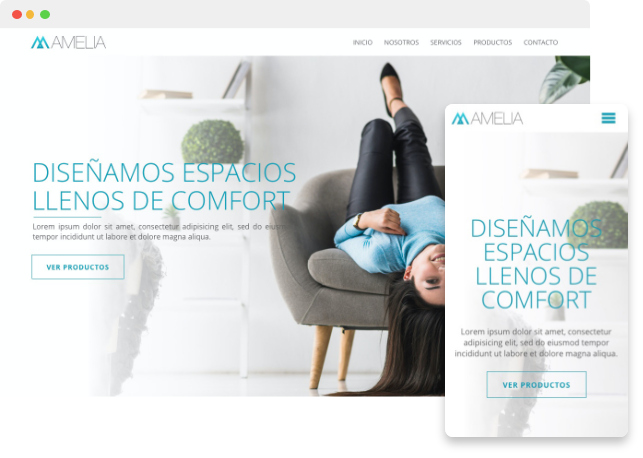 AMELIA
INICIO NOSOTROS SERVICIOS PRODUCTOS CONTACTO
DISEÑAMOS ESPACIOS
LLENOS DE COMFORT
Lorem ipsum dolor sit amet, consectetur adipisicing elit, sed do eiusmod
tempor incididunt ut labore et dolore magna aliqua.
VER PRODUCTOS
AMELIA
DISEÑAMOS
ESPACIOS
LLENOS DE
COMFORT
Lorem ipsum dolor sit amet, consectetur
adipisicing elit, sed do eiusmod tempor
incididunt ut labore et dolore magna aliqua.
VER PRODUCTOS